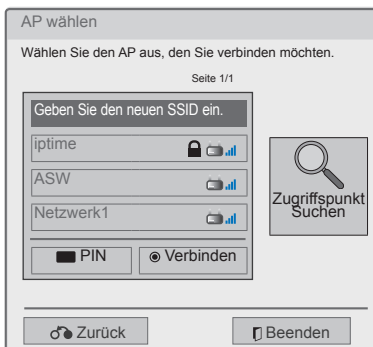 AP wählen
Wählen Sie den AP aus, den Sie verbinden möchten.
Seite 1/1
Geben Sie den neuen SSID ein.
iptime
ASW
Netzwerk1
PIN
Verbinden
Zugriffspunkt
Suchen
Zurück
Beenden